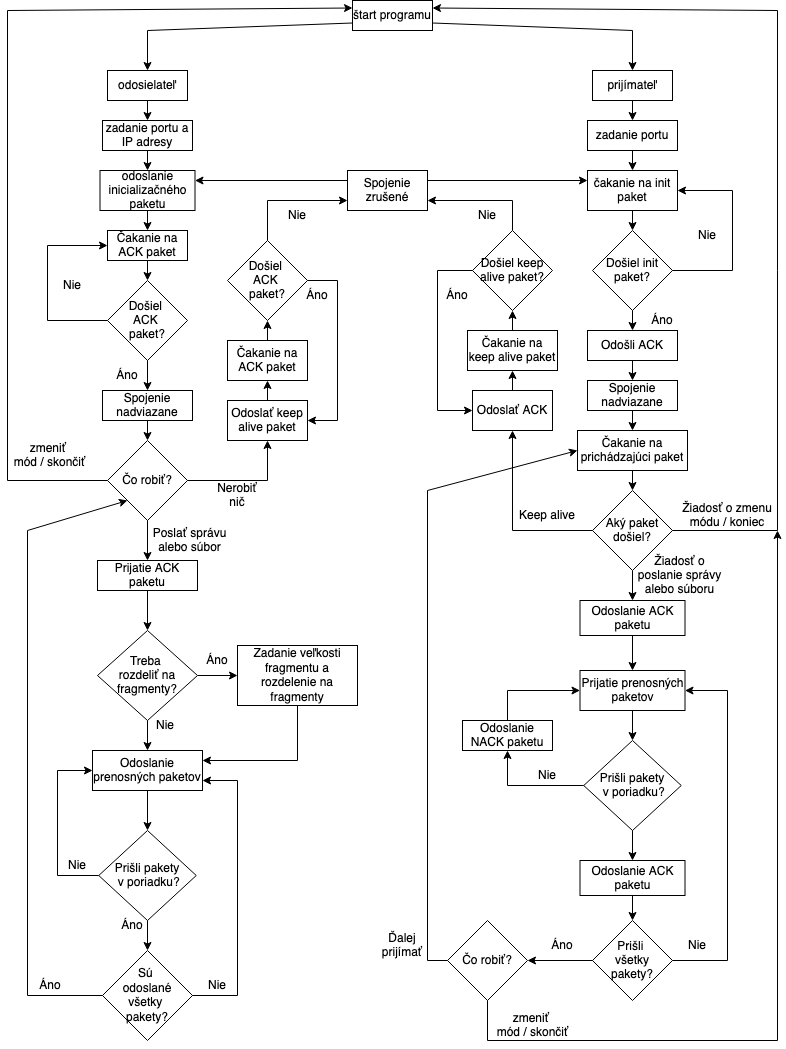 štart programu
odosielateľ
prijímateľ
zadanie portu a
IP adresy
zadanie portu
odoslanie
inicializačného
paketu
Spojenie
zrušené
čakanie na init
paket
Nie
Nie
Nie
Čakanie na
ACK paket
Nie
Došiel
ACK
paket?
Áno
Došiel keep
alive paket?
Áno
Došiel init
paket?
Došiel
ACK
paket?
Áno
Čakanie na
ACK paket
Čakanie na
keep alive paket
Odošli ACK
Áno
Spojenie
nadviazane
Odoslať keep
alive paket
Odoslať ACK
Spojenie
nadviazane
zmeniť
mód / skončiť
Čo robiť?
Nerobiť
nič
Čakanie na
prichádzajúci paket
Keep alive
Aký paket
došiel?
Žiadosť o zmenu
módu / koniec
Poslať správu
alebo súbor
Prijatie ACK
paketu
Žiadosť o
poslanie správy
alebo súboru
Odoslanie ACK
paketu
Treba
rozdeliť na
fragmenty?
Áno
Zadanie veľkosti
fragmentu a
rozdelenie na
fragmenty
Prijatie prenosných
paketov
Nie
Odoslanie
NACK paketu
Odoslanie
prenosných paketov
Nie
Prišli pakety
v poriadku?
Nie
Prišli pakety
v poriadku?
Odoslanie ACK
paketu
Áno
Ďalej
prijímať
Čo robiť?
Áno
Prišli
všetky
pakety?
Nie
Áno
Sú
odoslané
všetky
pakety?
Nie
zmeniť
mód / skončiť